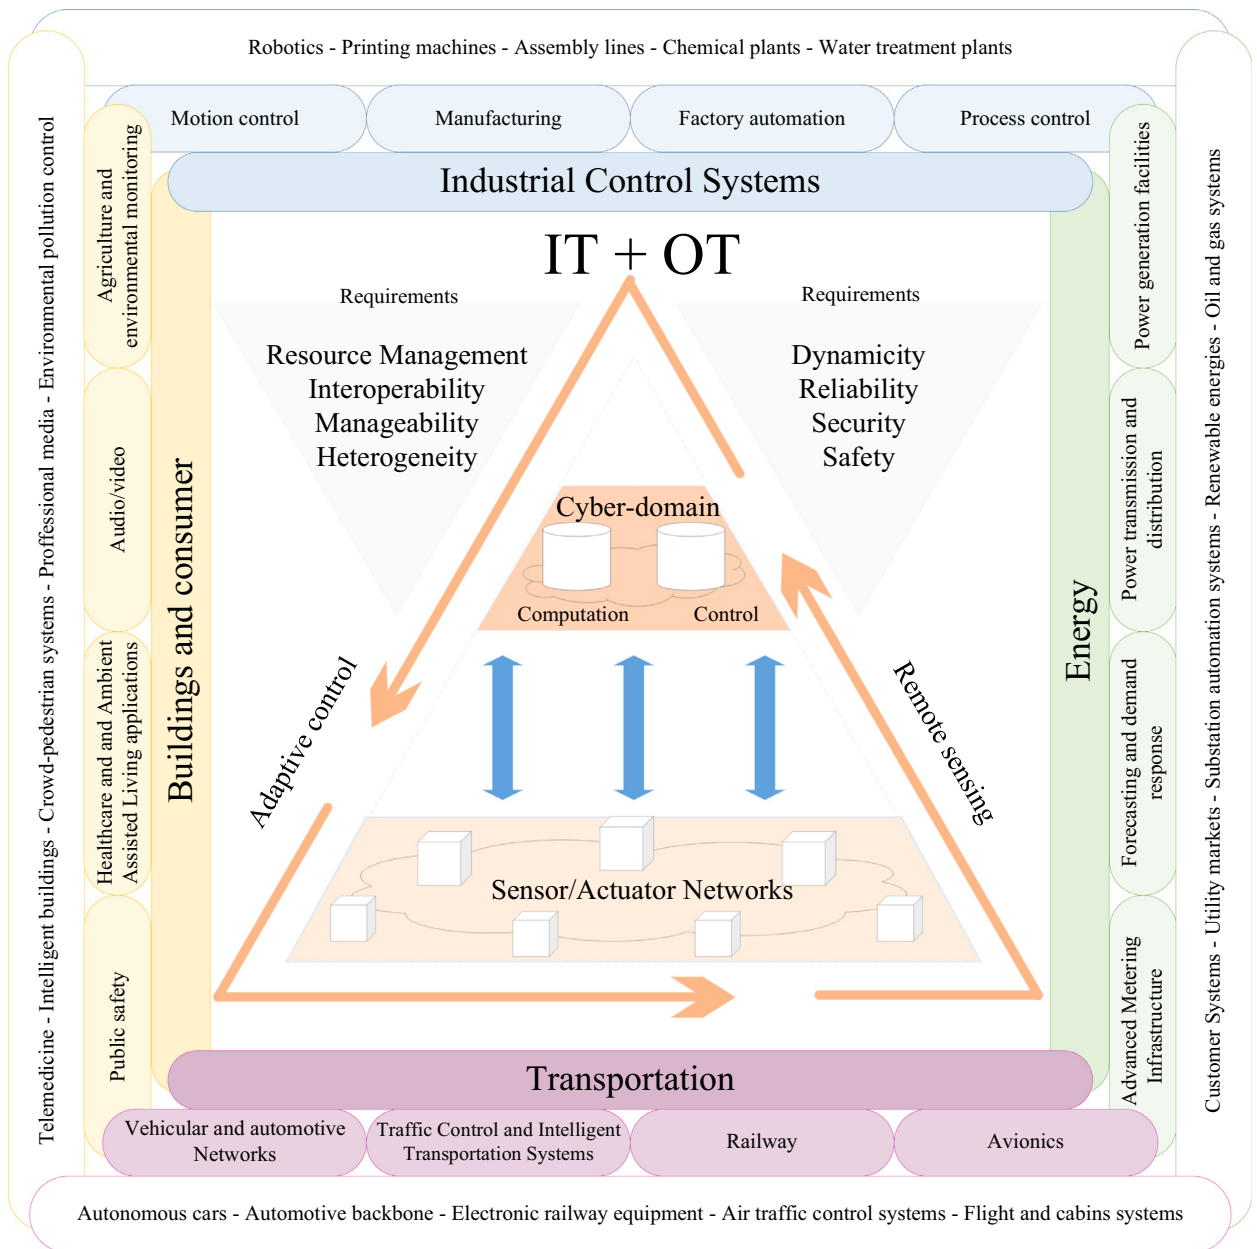 Robotics - Printing machines - Assembly lines - Chemical plants - Water treatment plants
Motion control
Manufacturing
Factory automation
Process control
Industrial Control Systems
IT + OT
Requirements
Resource Management
Interoperability
Manageability
Heterogeneity
Requirements
Dynamicity
Reliability
Security
Safety
Cyber-domain
Computation
Control
Adaptive control
Remote sensing
Sensor/Actuator Networks
Telemedicine - Intelligent buildings - Crowd-pedestrian systems - Proffessional media - Environmental pollution control
Agriculture and
environmental monitoring
Audio/video
Healthcare and and Ambient
Assisted Living applications
Public safety
Buildings and consumer
Energy
Power generation facilities
Power transmission and
distribution
Forecasting and demand
response
Advanced Metering
Infrastructure
Customer Systems - Utility markets - Substation automation systems - Renewable energies - Oil and gas systems
Transportation
Vehicular and automotive
Networks
Traffic Control and Intelligent
Transportation Systems
Railway
Avionics
Autonomous cars - Automotive backbone - Electronic railway equipment - Air traffic control systems - Flight and cabins systems